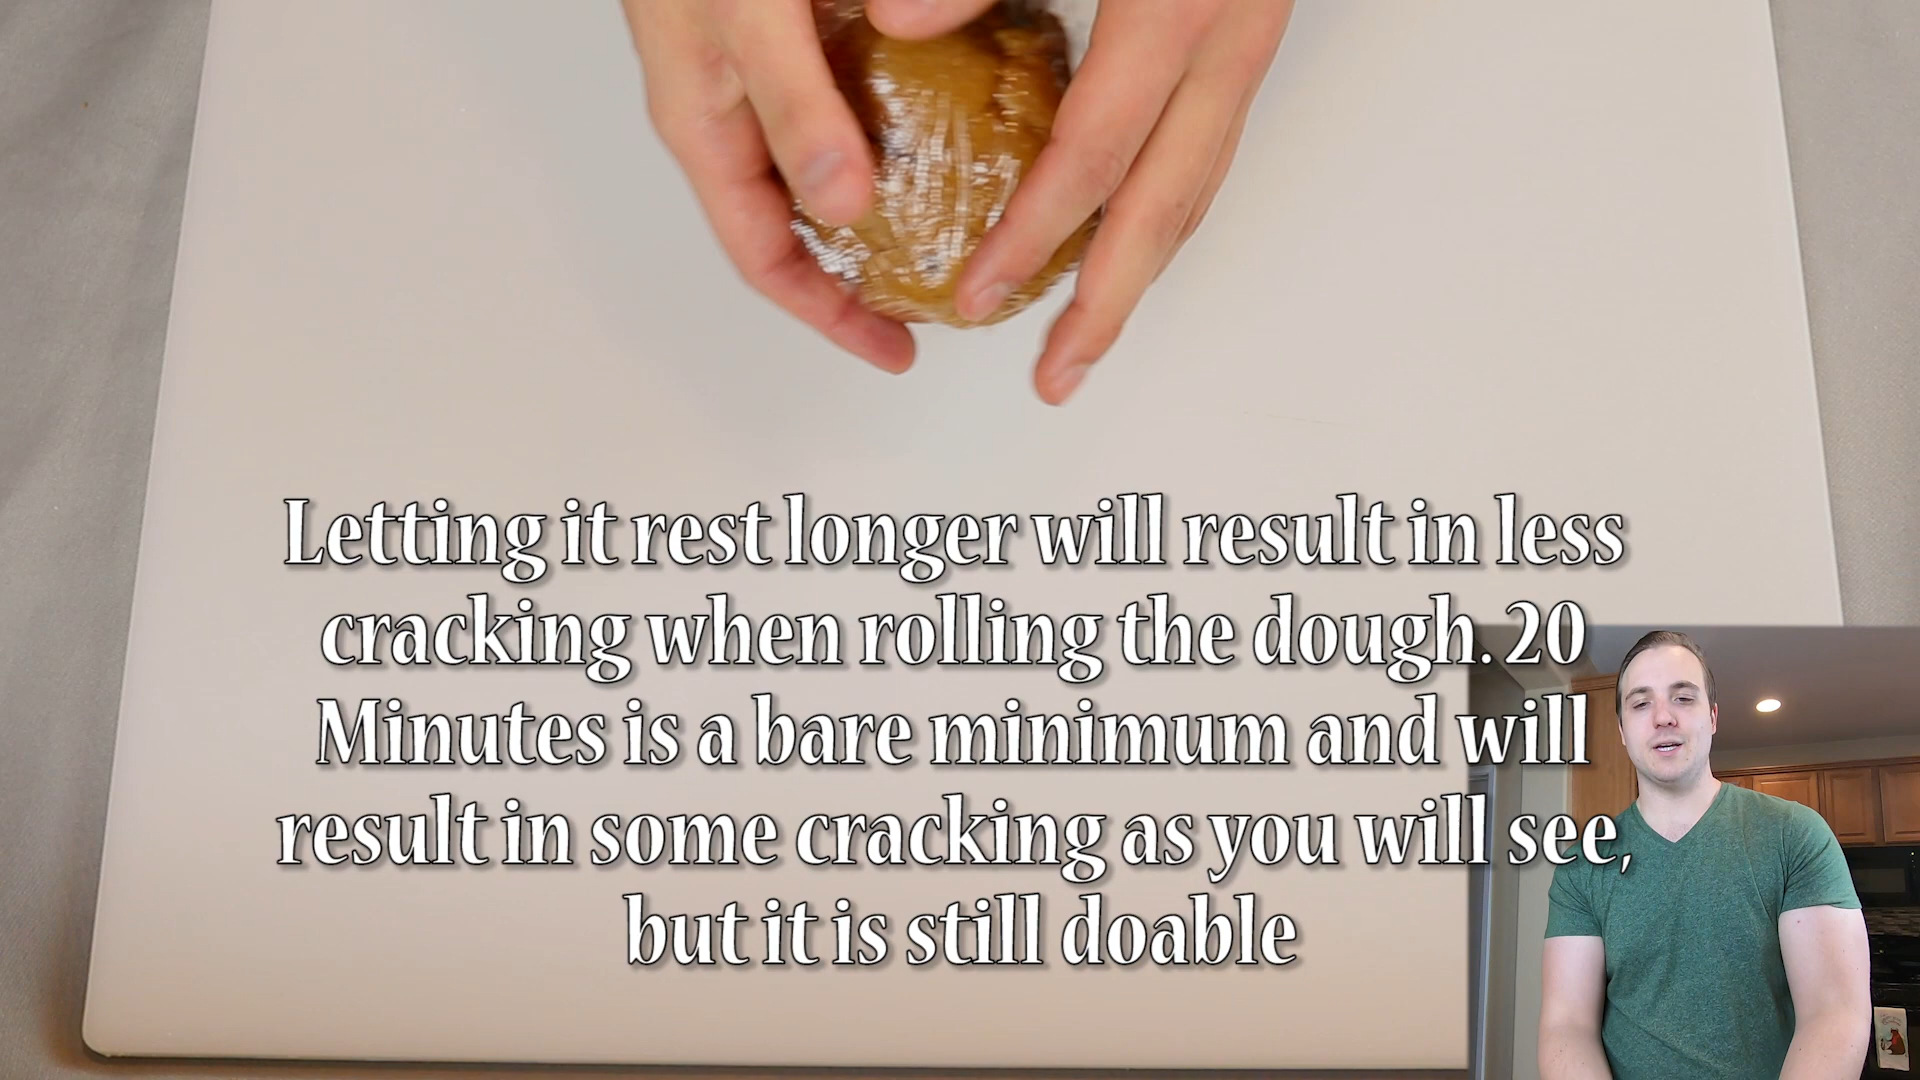 Letting it rest longer will result in less
cracking when rolling the dough. 20
Minutes is a bare minimum and will
result in some cracking as you will see,
but it is still doable